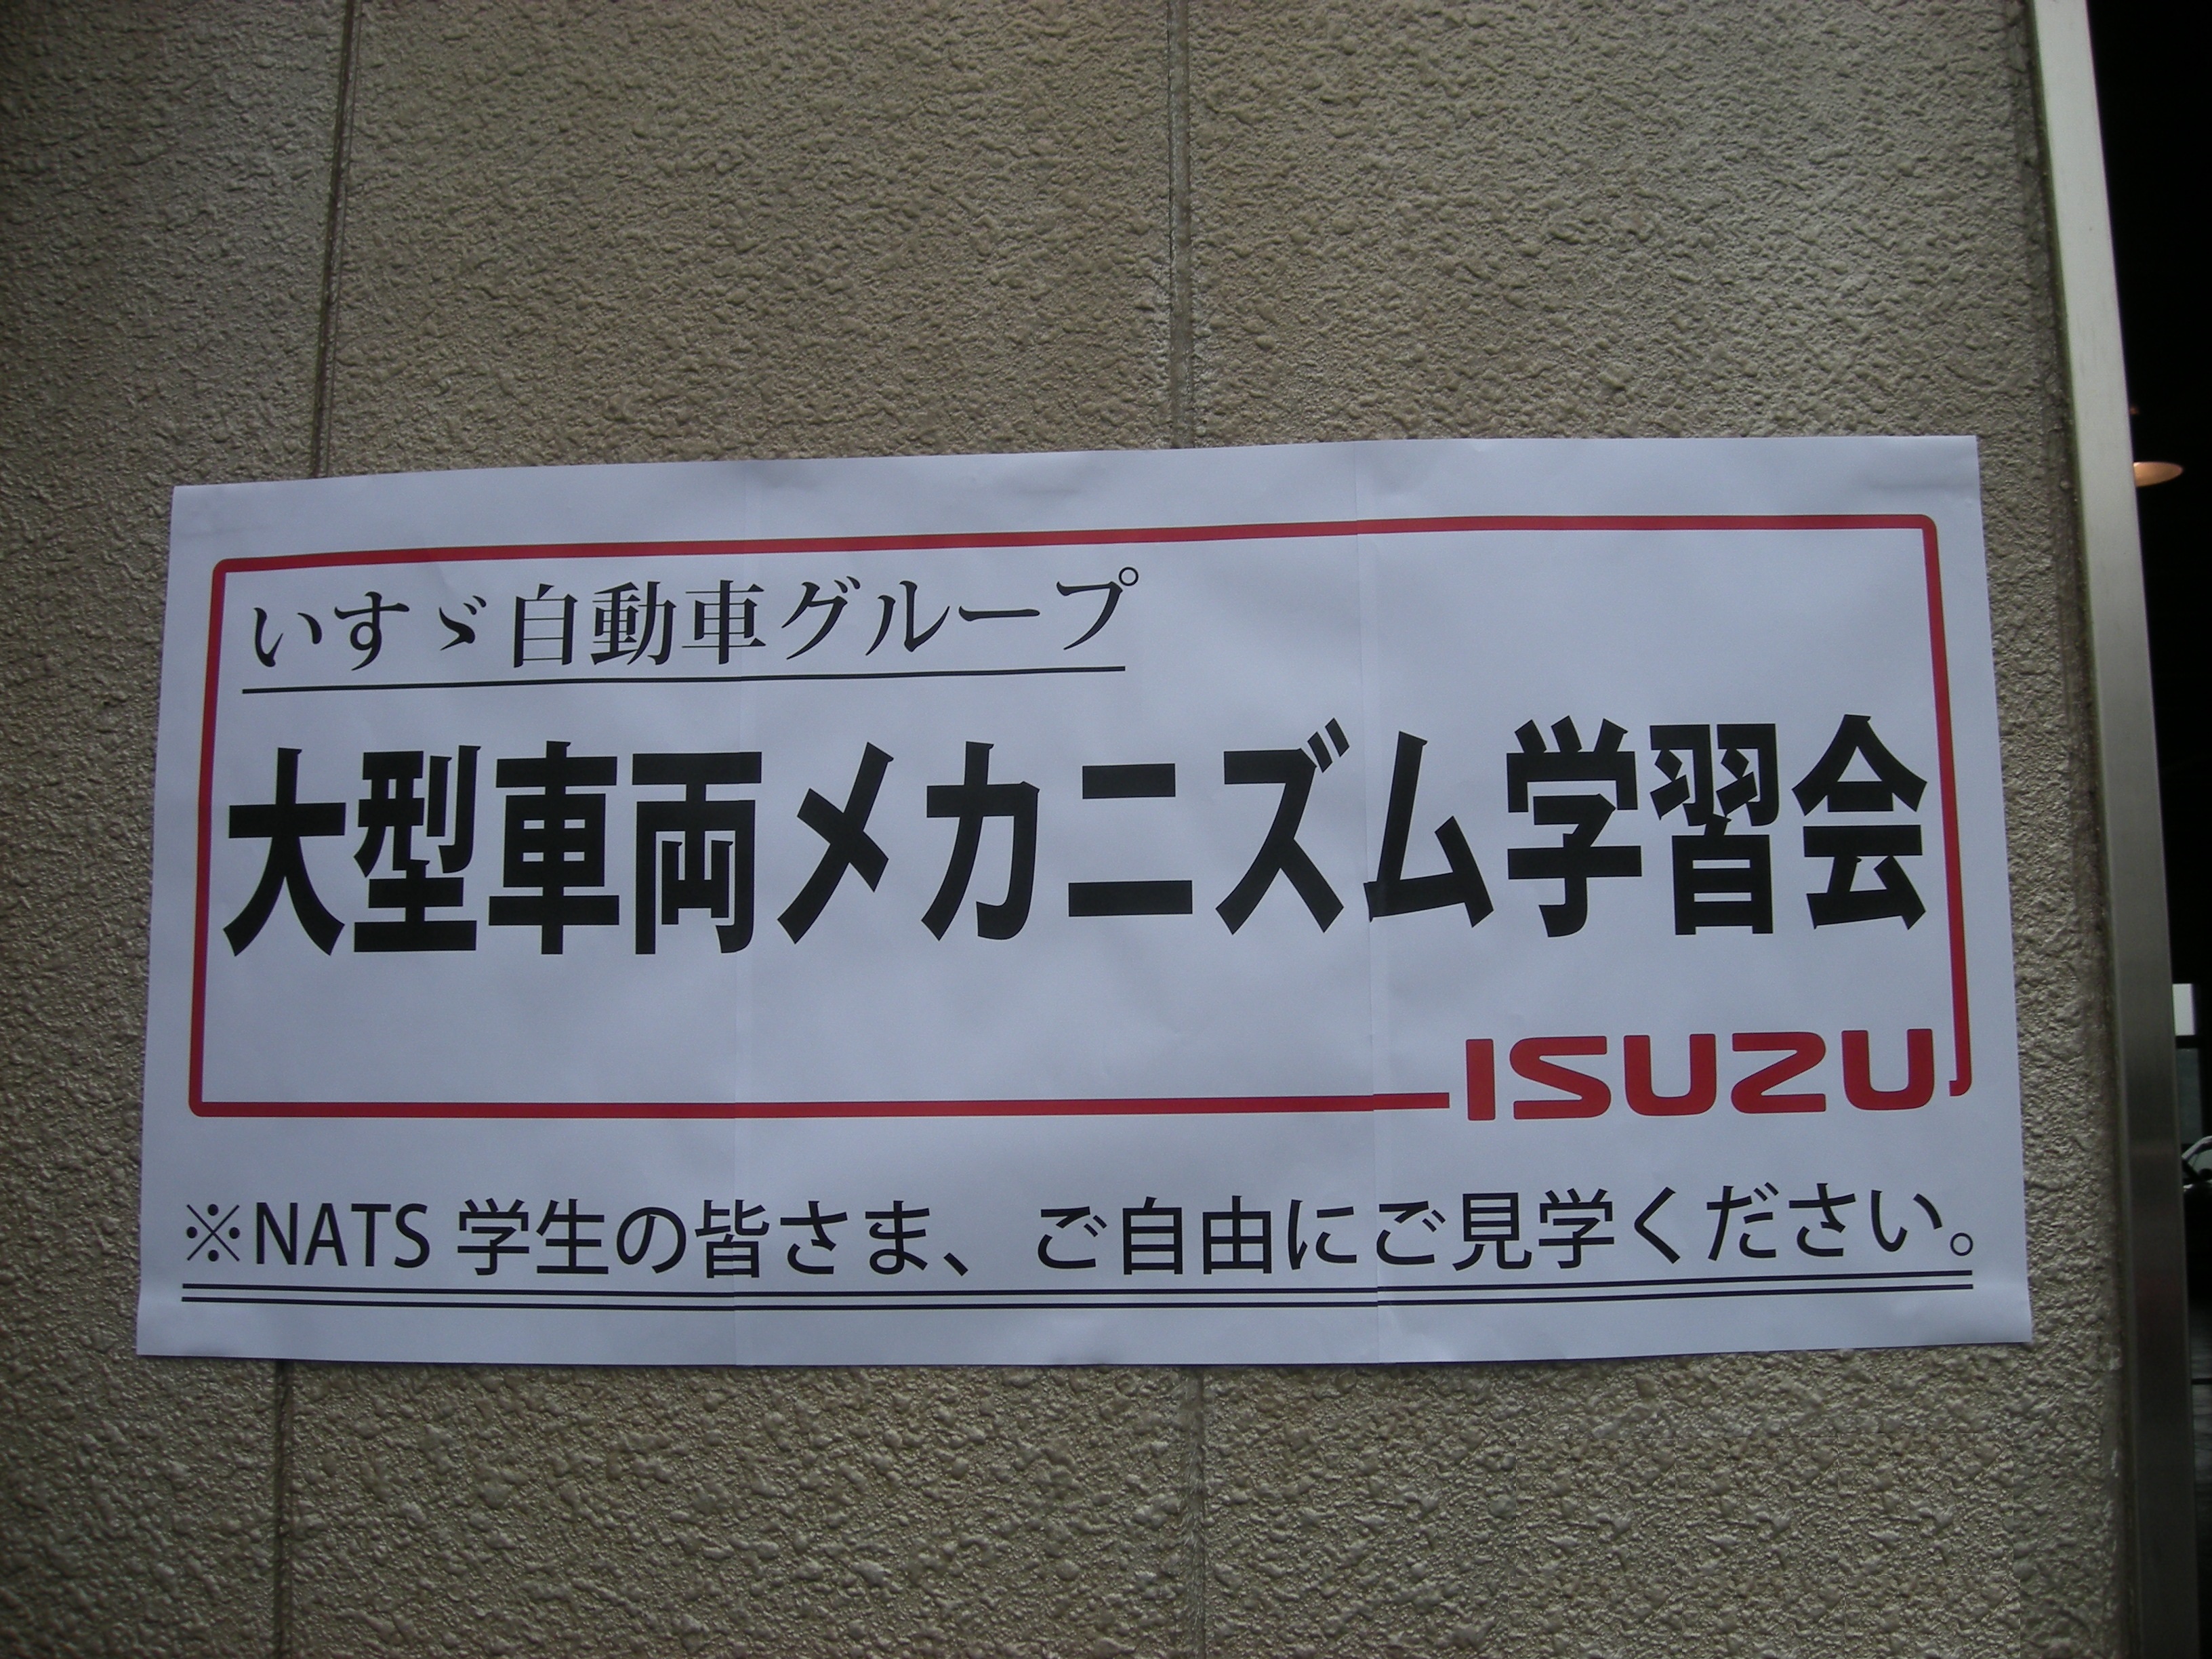 いすゞ自動車グループ
大型車両メカニズム学習会
ISUZU
※NATS 学生の皆さま、ご自由にご見学ください。